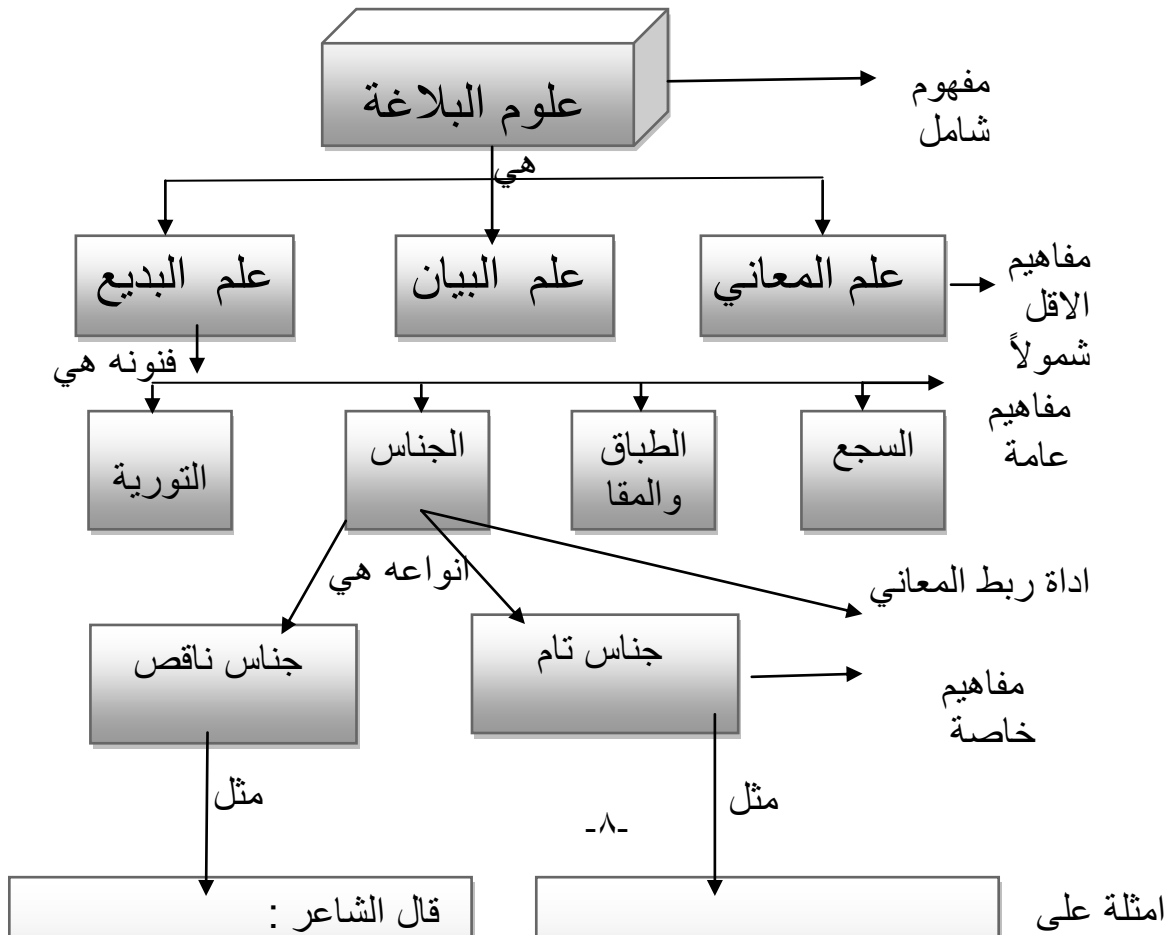 علوم البلاغة
مفهوم
شامل
هي
علم المعاني
علم البيان
علم البديع
مفاهيم
الاقل
شمولاً
فنونه هي
مفاهيم
عامة
السجع
الطباق
والمقا
الجناس
التورية
انواعه هي
اداة ربط المعاني
جناس تام
جناس ناقص
مفاهيم
خاصة
مثل
مثل
-٨-
امثلة على
قال الشاعر :